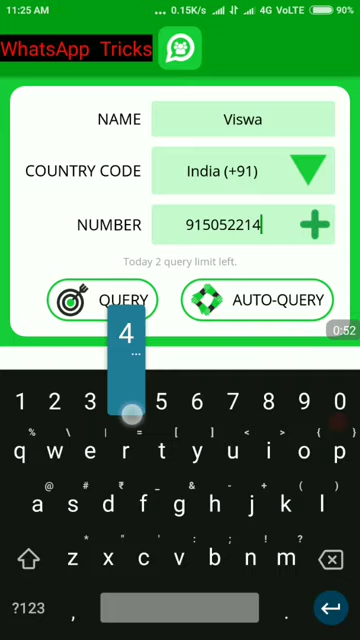 11:25 AM ... 0.15K/s 4G VoLTE 90%
WhatsApp Tricks
NAME Viswa
COUNTRY CODE India (+91)
NUMBER 915052214
Today 2 query limit left.
QUERY AUTO-QUERY
4
...
0:52
1 2 3 5 6 7 8 9 0
% \ | = [ ] < > { }
q w e r t y u i o p
@ # ₹ _ & - + ( )
a s d f g h j k l
* " ' : ; ! ?
z x c v b n m
?123 , .